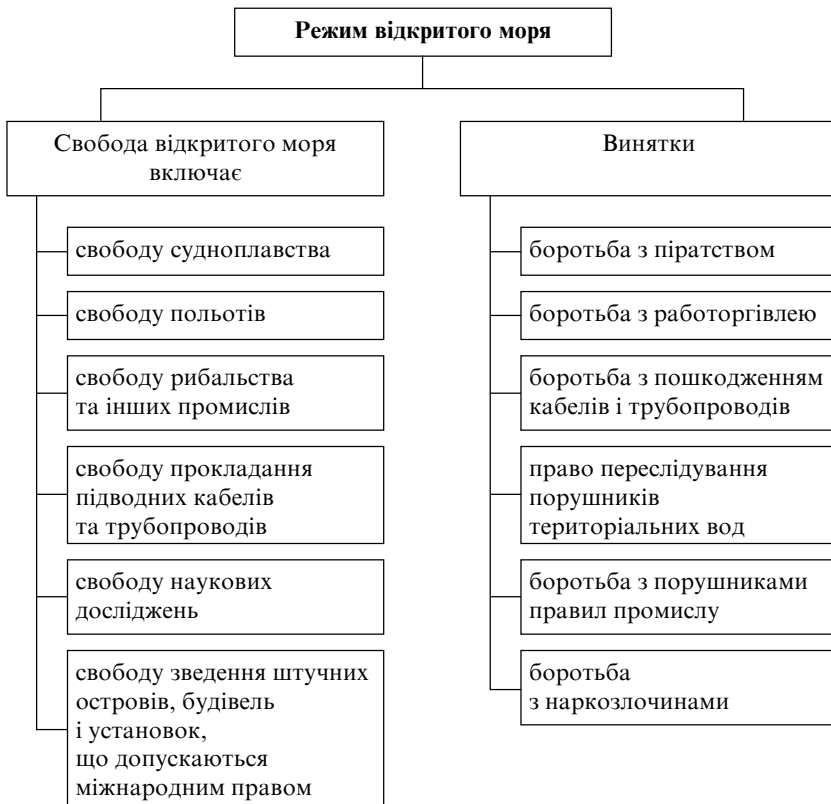 Режим відкритого моря
Свобода відкритого моря
включає
свободу судноплавства
свободу польотів
свободу рибальства
та інших промислів
свободу прокладання
підводних кабелів
та трубопроводів
свободу наукових
досліджень
свободу зведення штучних
островів, будівель
і установок,
що допускаються
міжнародним правом
Винятки
боротьба з піратством
боротьба з работоргівлею
боротьба з пошкодженням
кабелів і трубопроводів
право переслідування
порушників
територіальних вод
боротьба з порушниками
правил промислу
боротьба
з наркозлочинами